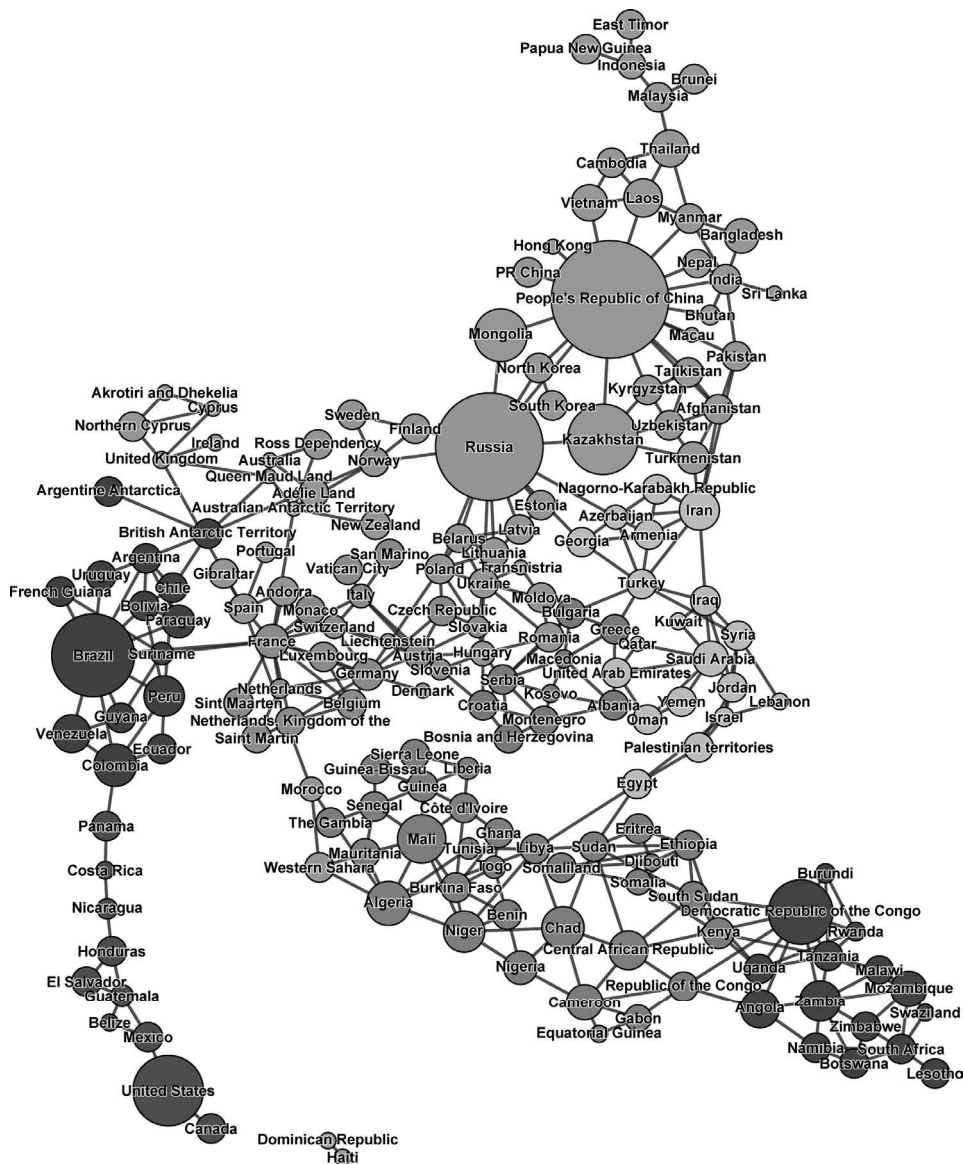 East Timor
Papua New Guinea
Indonesia
Brunei
Malaysia
Thailand
Cambodia
Laos
Vietnam
Myanmar
Bangladesh
Hong Kong
Nepal
PR China
India
Sri Lanka
People's Republic of China
Bhutan
Macau
Mongolia
Pakistan
North Korea
Tajikistan
Kyrgyzstan
Akrotiri and Dhekelia
Cyprus
South Korea
Afghanistan
Sweden
Northern Cyprus
Finland
Uzbekistan
Ireland
Ross Dependency
Kazakhstan
Russia
United Kingdom
Australia
Norway
Turkmenistan
Queen Maud Land
Argentine Antarctica
Adélie Land
Nagorno-Karabakh Republic
Australian Antarctic Territory
Estonia
Iran
Azerbaijan
New Zealand
Latvia
British Antarctic Territory
Belarus
Georgia
Armenia
Portugal
San Marino
Lithuania
Argentina
Vatican City
Poland
Transnistria
Uruguay
Gibraltar
Ukraine
Turkey
French Guiana
Andorra
Italy
Moldova
Chile
Bolivia
Spain
Monaco
Czech Republic
Bulgaria
Iraq
Paraguay
Switzerland
Slovakia
Kuwait
Romania
Greece
Syria
France
Liechtenstein
Qatar
Brazil
Suriname
Luxembourg
Austria
Hungary
Macedonia
Saudi Arabia
Germany
Slovenia
United Arab Emirates
Serbia
Netherlands
Denmark
Jordan
Peru
Kosovo
Sint Maarten
Belgium
Yemen
Lebanon
Croatia
Albania
Guyana
Netherlands, Kingdom of the
Montenegro
Oman
Israel
Venezuela
Saint Martin
Bosnia and Herzegovina
Ecuador
Palestinian territories
Colombia
Sierra Leone
Guinea-Bissau
Liberia
Morocco
Guinea
Egypt
Senegal
Côte d'Ivoire
Panama
The Gambia
Ghana
Eritrea
Mali
Tunisia
Libya
Sudan
Ethiopia
Mauritania
Djibouti
Costa Rica
Western Sahara
Togo
Somaliland
Burundi
Burkina Faso
Somalia
Algeria
South Sudan
Nicaragua
Benin
Democratic Republic of the Congo
Niger
Chad
Kenya
Rwanda
Honduras
Central African Republic
Tanzania
Nigeria
Uganda
Malawi
El Salvador
Republic of the Congo
Mozambique
Guatemala
Cameroon
Angola
Zambia
Swaziland
Belize
Gabon
Zimbabwe
Mexico
Equatorial Guinea
Namibia
South Africa
Botswana
Lesotho
United States
Canada
Dominican Republic
Haiti